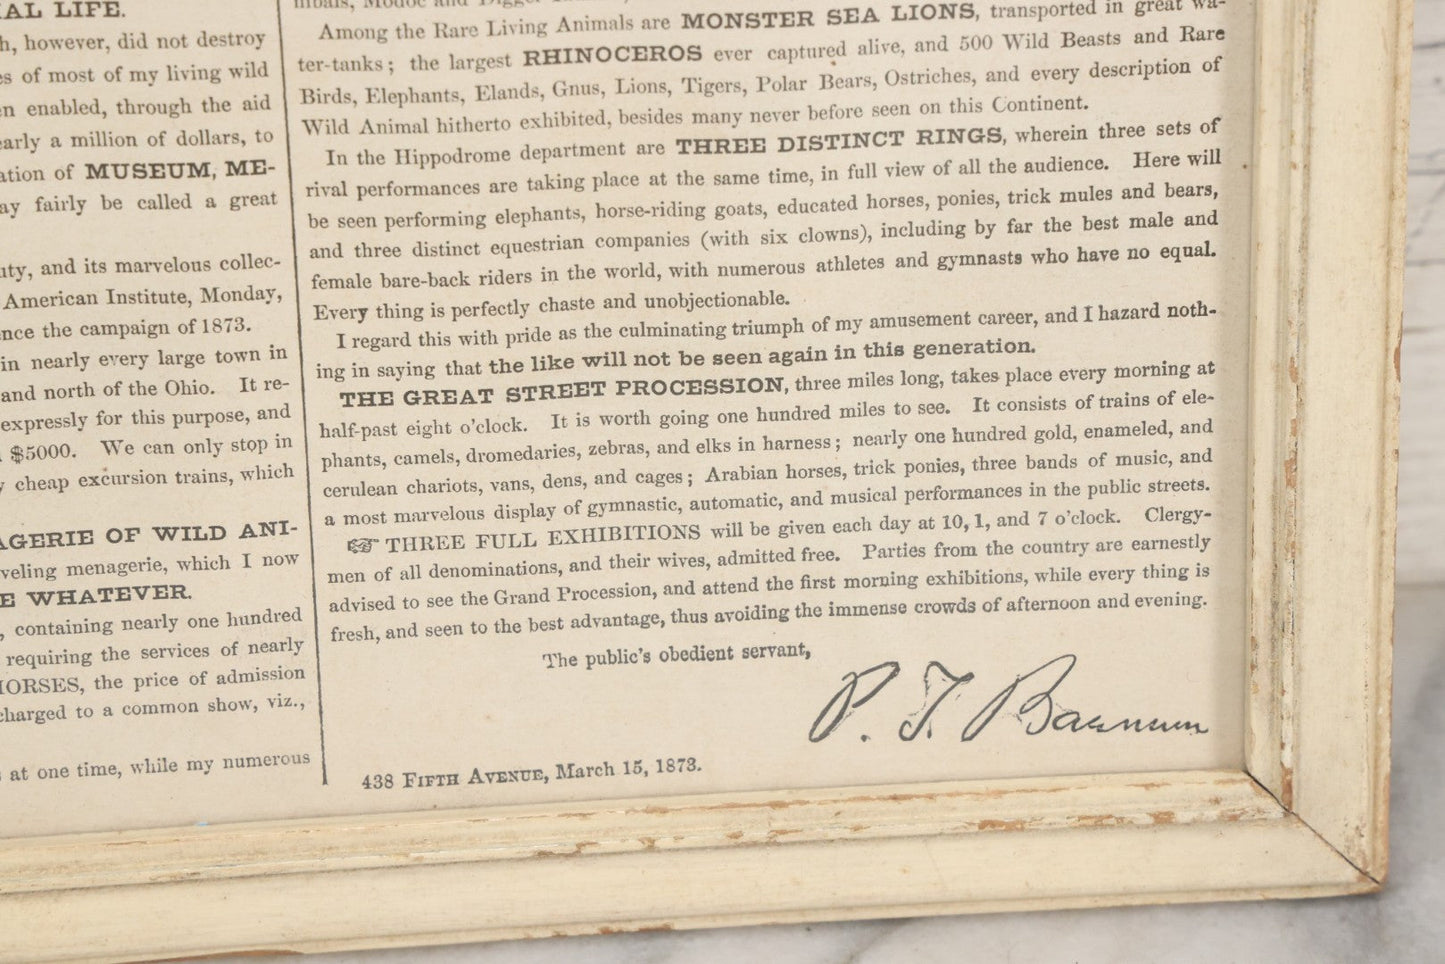 AL LIFE.
h, however, did not destroy
es of most of my living wild
en enabled, through the aid
early a million of dollars, to
ation of MUSEUM, ME-
ay fairly be called a great
uty, and its marvelous collec-
American Institute, Monday,
nce the campaign of 1873.
in nearly every large town in
and north of the Ohio. It re-
expressly for this purpose, and
$5000. We can only stop in
y cheap excursion trains, which
AGERIE OF WILD ANI-
veling menagerie, which I now
E WHATEVER.
, containing nearly one hundred
requiring the services of nearly
HORSES, the price of admission
charged to a common show, viz.,
at one time, while my numerous
Among the Rare Living Animals are MONSTER SEA LIONS, transported in great wa-
ter-tanks; the largest RHINOCEROS ever captured alive, and 500 Wild Beasts and Rare
Birds, Elephants, Elands, Gnus, Lions, Tigers, Polar Bears, Ostriches, and every description of
Wild Animal hitherto exhibited, besides many never before seen on this Continent.
In the Hippodrome department are THREE DISTINCT RINGS, wherein three sets of
rival performances are taking place at the same time, in full view of all the audience. Here will
be seen performing elephants, horse-riding goats, educated horses, ponies, trick mules and bears,
and three distinct equestrian companies (with six clowns), including by far the best male and
female bare-back riders in the world, with numerous athletes and gymnasts who have no equal.
Every thing is perfectly chaste and unobjectionable.
I regard this with pride as the culminating triumph of my amusement career, and I hazard noth-
ing in saying that the like will not be seen again in this generation.
THE GREAT STREET PROCESSION, three miles long, takes place every morning at
half-past eight o'clock. It is worth going one hundred miles to see. It consists of trains of ele-
phants, camels, dromedaries, zebras, and elks in harness; nearly one hundred gold, enameled, and
cerulean chariots, vans, dens, and cages; Arabian horses, trick ponies, three bands of music, and
a most marvelous display of gymnastic, automatic, and musical performances in the public streets.
☞ THREE FULL EXHIBITIONS will be given each day at 10, 1, and 7 o'clock. Clergy-
men of all denominations, and their wives, admitted free. Parties from the country are earnestly
advised to see the Grand Procession, and attend the first morning exhibitions, while every thing is
fresh, and seen to the best advantage, thus avoiding the immense crowds of afternoon and evening.
The public's obedient servant,
P. T. Barnum
438 FIFTH AVENUE, March 15, 1873.